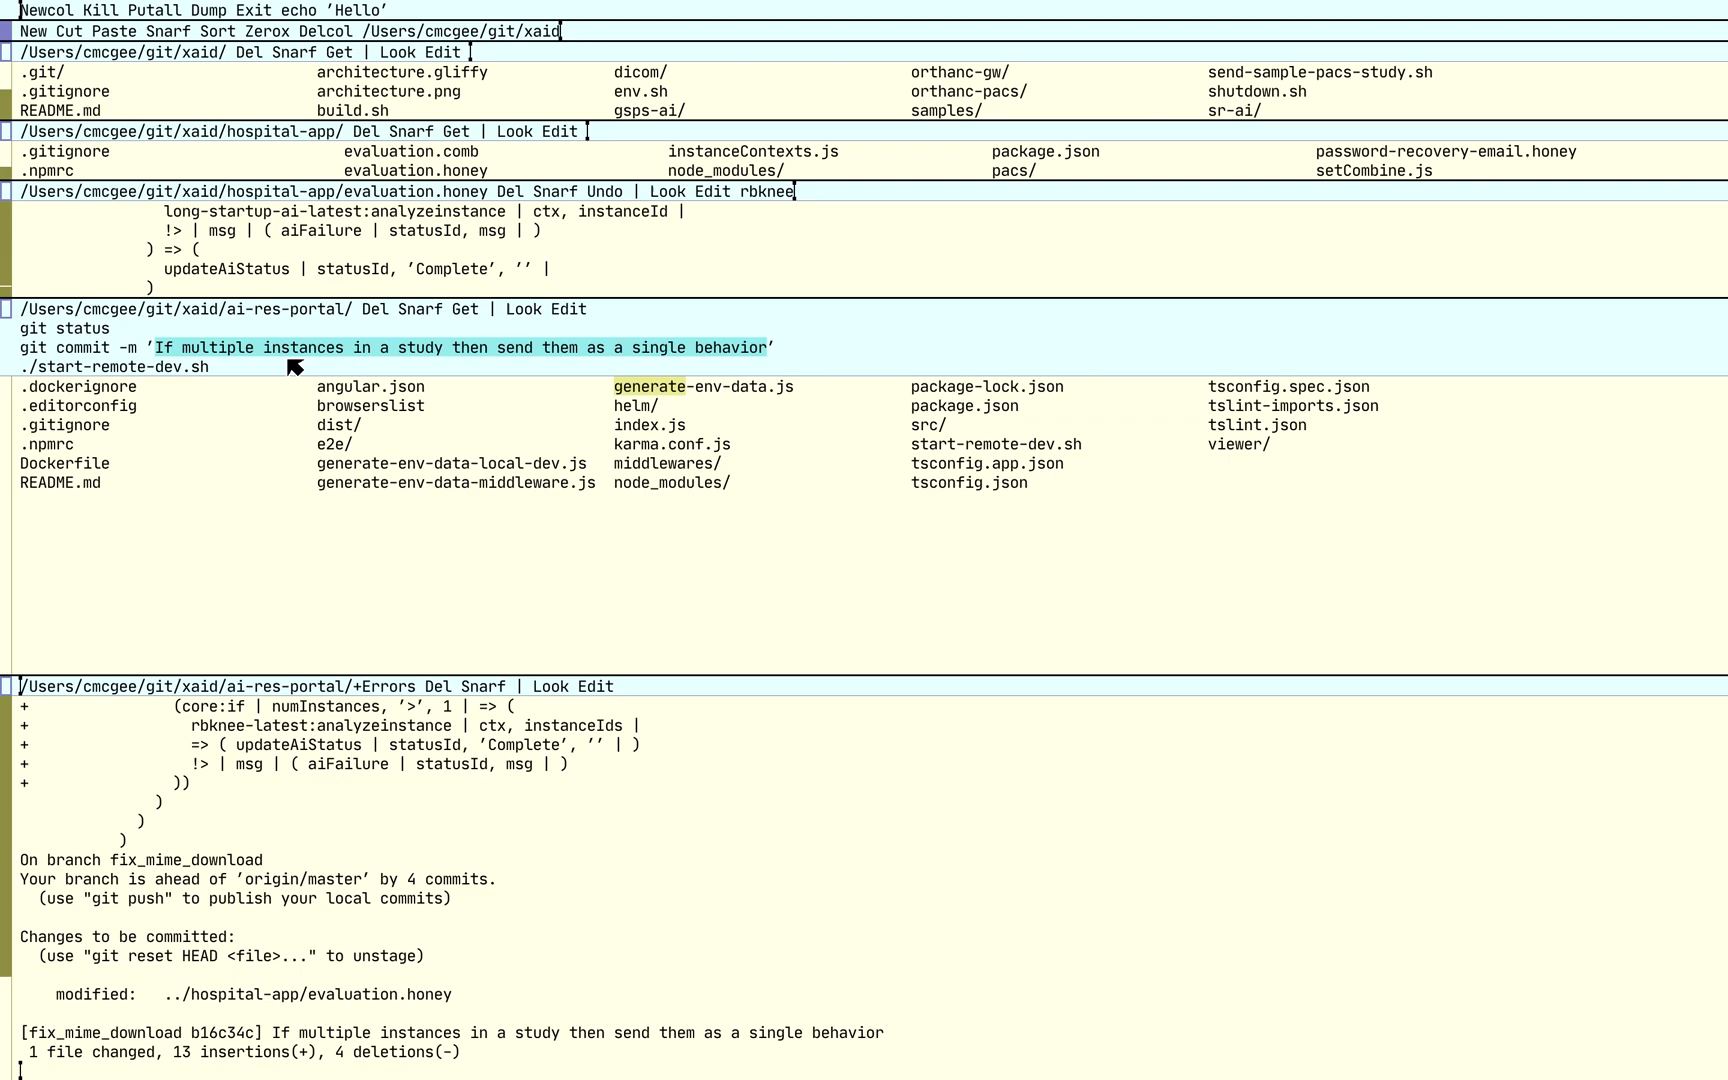 Newcol Kill Putall Dump Exit echo 'Hello'
New Cut Paste Snarf Sort Zerox Delcol /Users/cmcgee/git/xaid
/Users/cmcgee/git/xaid/ Del Snarf Get | Look Edit
.git/ architecture.gliffy dicom/ orthanc-gw/ send-sample-pacs-study.sh
.gitignore architecture.png env.sh orthanc-pacs/ shutdown.sh
README.md build.sh gsps-ai/ samples/ sr-ai/
/Users/cmcgee/git/xaid/hospital-app/ Del Snarf Get | Look Edit
.gitignore evaluation.comb instanceContexts.js package.json password-recovery-email.honey
.npmrc evaluation.honey node_modules/ pacs/ setCombine.js
/Users/cmcgee/git/xaid/hospital-app/evaluation.honey Del Snarf Undo | Look Edit rbknee
long-startup-ai-latest:analyzeinstance | ctx, instanceId |
!> | msg | ( aiFailure | statusId, msg | )
) => (
updateAiStatus | statusId, 'Complete', '' |
)
/Users/cmcgee/git/xaid/ai-res-portal/ Del Snarf Get | Look Edit
git status
git commit -m 'If multiple instances in a study then send them as a single behavior'
./start-remote-dev.sh
.dockerignore angular.json generate-env-data.js package-lock.json tsconfig.spec.json
.editorconfig browserslist helm/ package.json tslint-imports.json
.gitignore dist/ index.js src/ tslint.json
.npmrc e2e/ karma.conf.js start-remote-dev.sh viewer/
Dockerfile generate-env-data-local-dev.js middlewares/ tsconfig.app.json
README.md generate-env-data-middleware.js node_modules/ tsconfig.json
/Users/cmcgee/git/xaid/ai-res-portal/+Errors Del Snarf | Look Edit
+ (core:if | numInstances, '>', 1 | => (
+ rbknee-latest:analyzeinstance | ctx, instanceIds |
+ => ( updateAiStatus | statusId, 'Complete', '' | )
+ !> | msg | ( aiFailure | statusId, msg | )
+ ))
)
)
)
On branch fix_mime_download
Your branch is ahead of 'origin/master' by 4 commits.
(use "git push" to publish your local commits)
Changes to be committed:
(use "git reset HEAD <file>..." to unstage)
modified: ../hospital-app/evaluation.honey
[fix_mime_download b16c34c] If multiple instances in a study then send them as a single behavior
1 file changed, 13 insertions(+), 4 deletions(-)